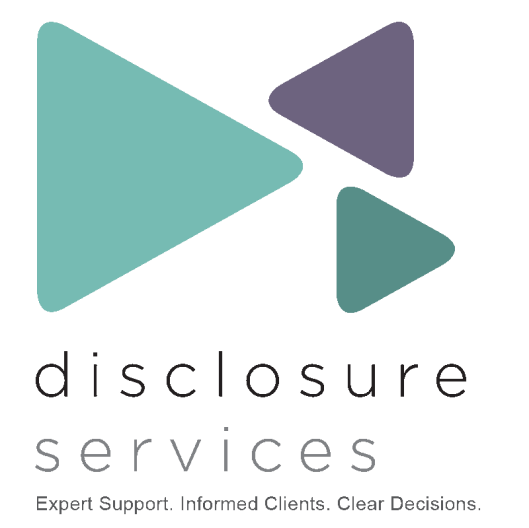 disclosure
services
Expert Support. Informed Clients. Clear Decisions.